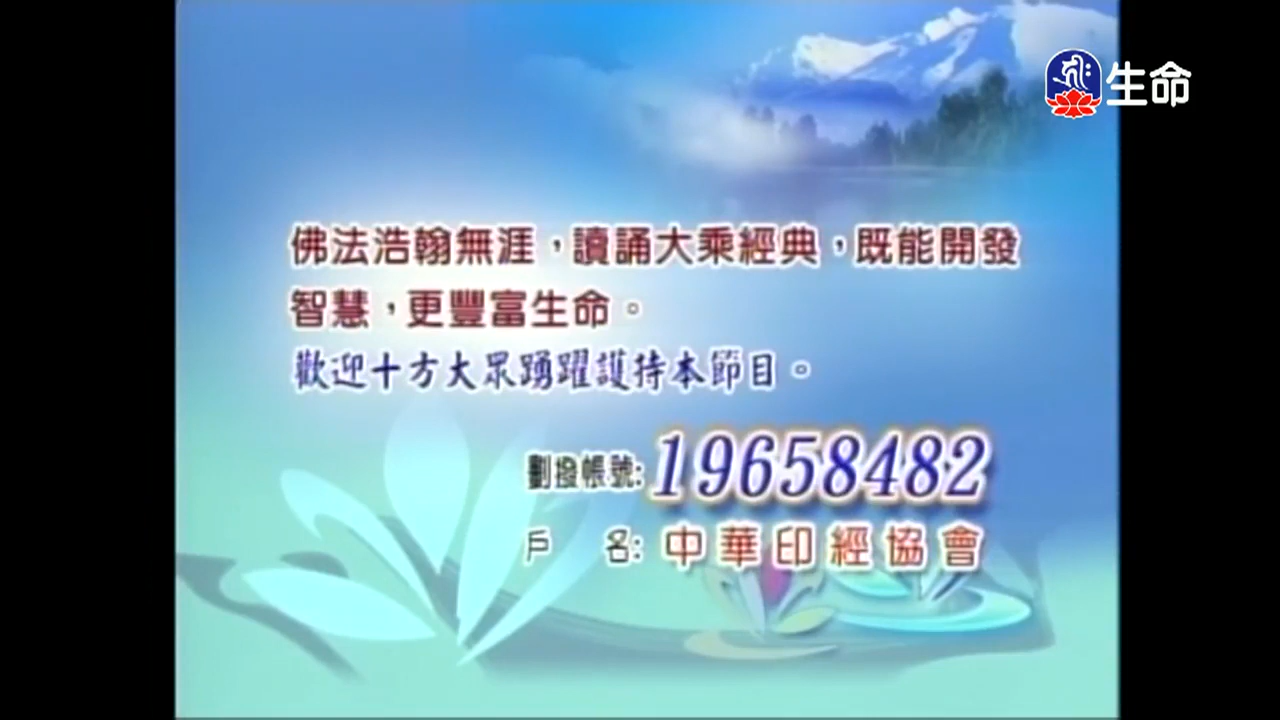 生命
佛法浩翰無涯，讀誦大乘經典，既能開發
智慧，更豐富生命。
歡迎十方大眾踴躍護持本節目。
劃撥帳號:19658482
戶　名:中華印經協會